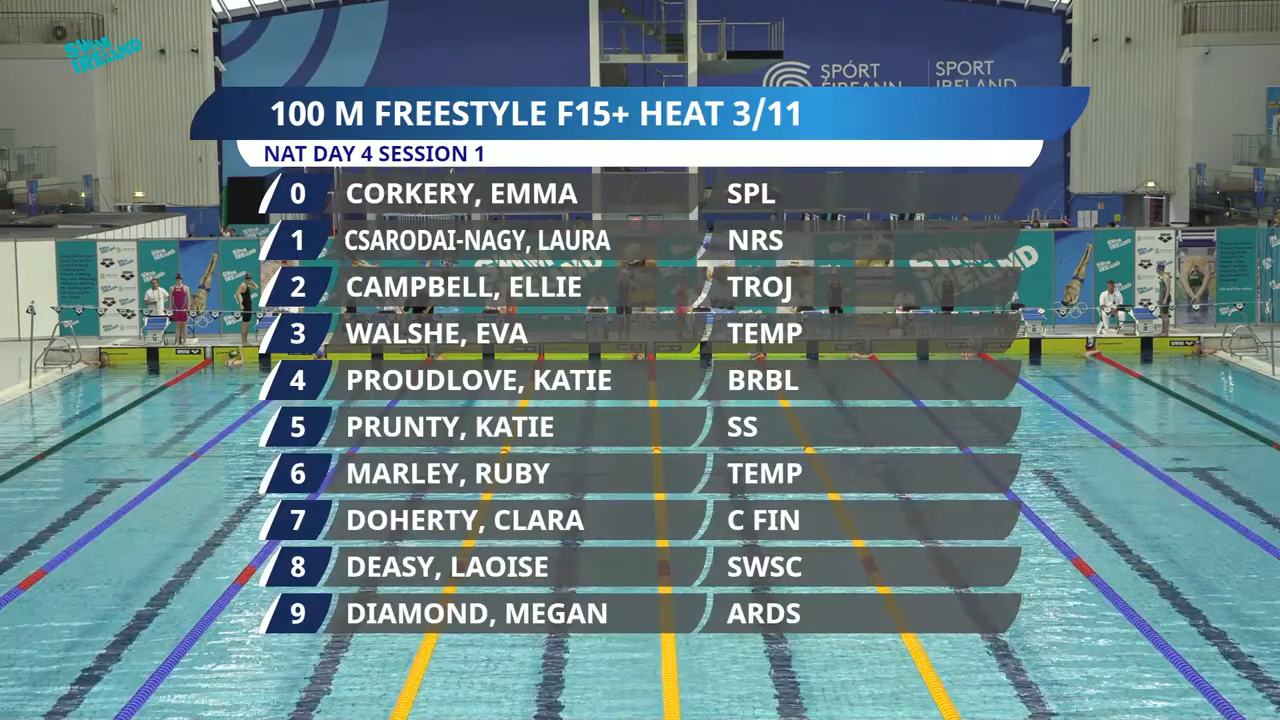 SWIM
IRELAND
SPÓRT
ÉIREANN
SPORT
IRELAND
100 M FREESTYLE F15+ HEAT 3/11
NAT DAY 4 SESSION 1
0 CORKERY, EMMA SPL
1 CSARODAI-NAGY, LAURA NRS
2 CAMPBELL, ELLIE TROJ
3 WALSHE, EVA TEMP
4 PROUDLOVE, KATIE BRBL
5 PRUNTY, KATIE SS
6 MARLEY, RUBY TEMP
7 DOHERTY, CLARA C FIN
8 DEASY, LAOISE SWSC
9 DIAMOND, MEGAN ARDS